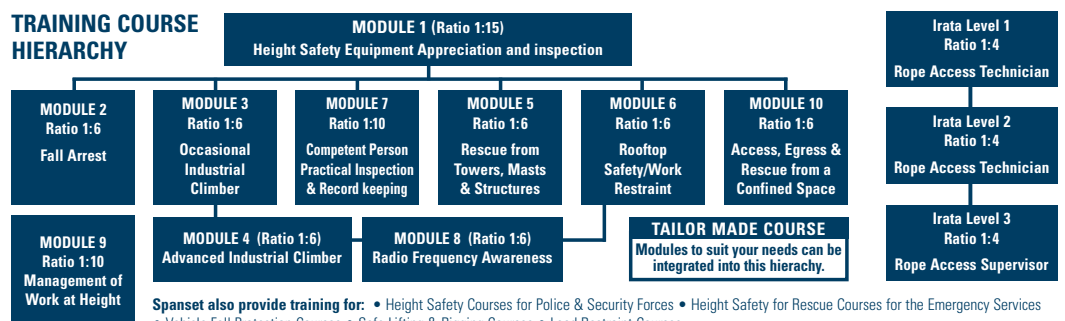 TRAINING COURSE
HIERARCHY
MODULE 1 (Ratio 1:15)
Height Safety Equipment Appreciation and inspection
MODULE 2
Ratio 1:6
Fall Arrest
MODULE 3
Ratio 1:6
Occasional
Industrial
Climber
MODULE 7
Ratio 1:10
Competent Person
Practical Inspection
& Record keeping
MODULE 5
Ratio 1:6
Rescue from
Towers, Masts
& Structures
MODULE 6
Ratio 1:6
Rooftop
Safety/Work
Restraint
MODULE 10
Ratio 1:6
Access, Egress &
Rescue from a
Confined Space
MODULE 9
Ratio 1:10
Management of
Work at Height
MODULE 4 (Ratio 1:6)
Advanced Industrial Climber
MODULE 8 (Ratio 1:6)
Radio Frequency Awareness
TAILOR MADE COURSE
Modules to suit your needs can be
integrated into this hierachy.
Irata Level 1
Ratio 1:4
Rope Access Technician
Irata Level 2
Ratio 1:4
Rope Access Technician
Irata Level 3
Ratio 1:4
Rope Access Supervisor
Spanset also provide training for: • Height Safety Courses for Police & Security Forces • Height Safety for Rescue Courses for the Emergency Services